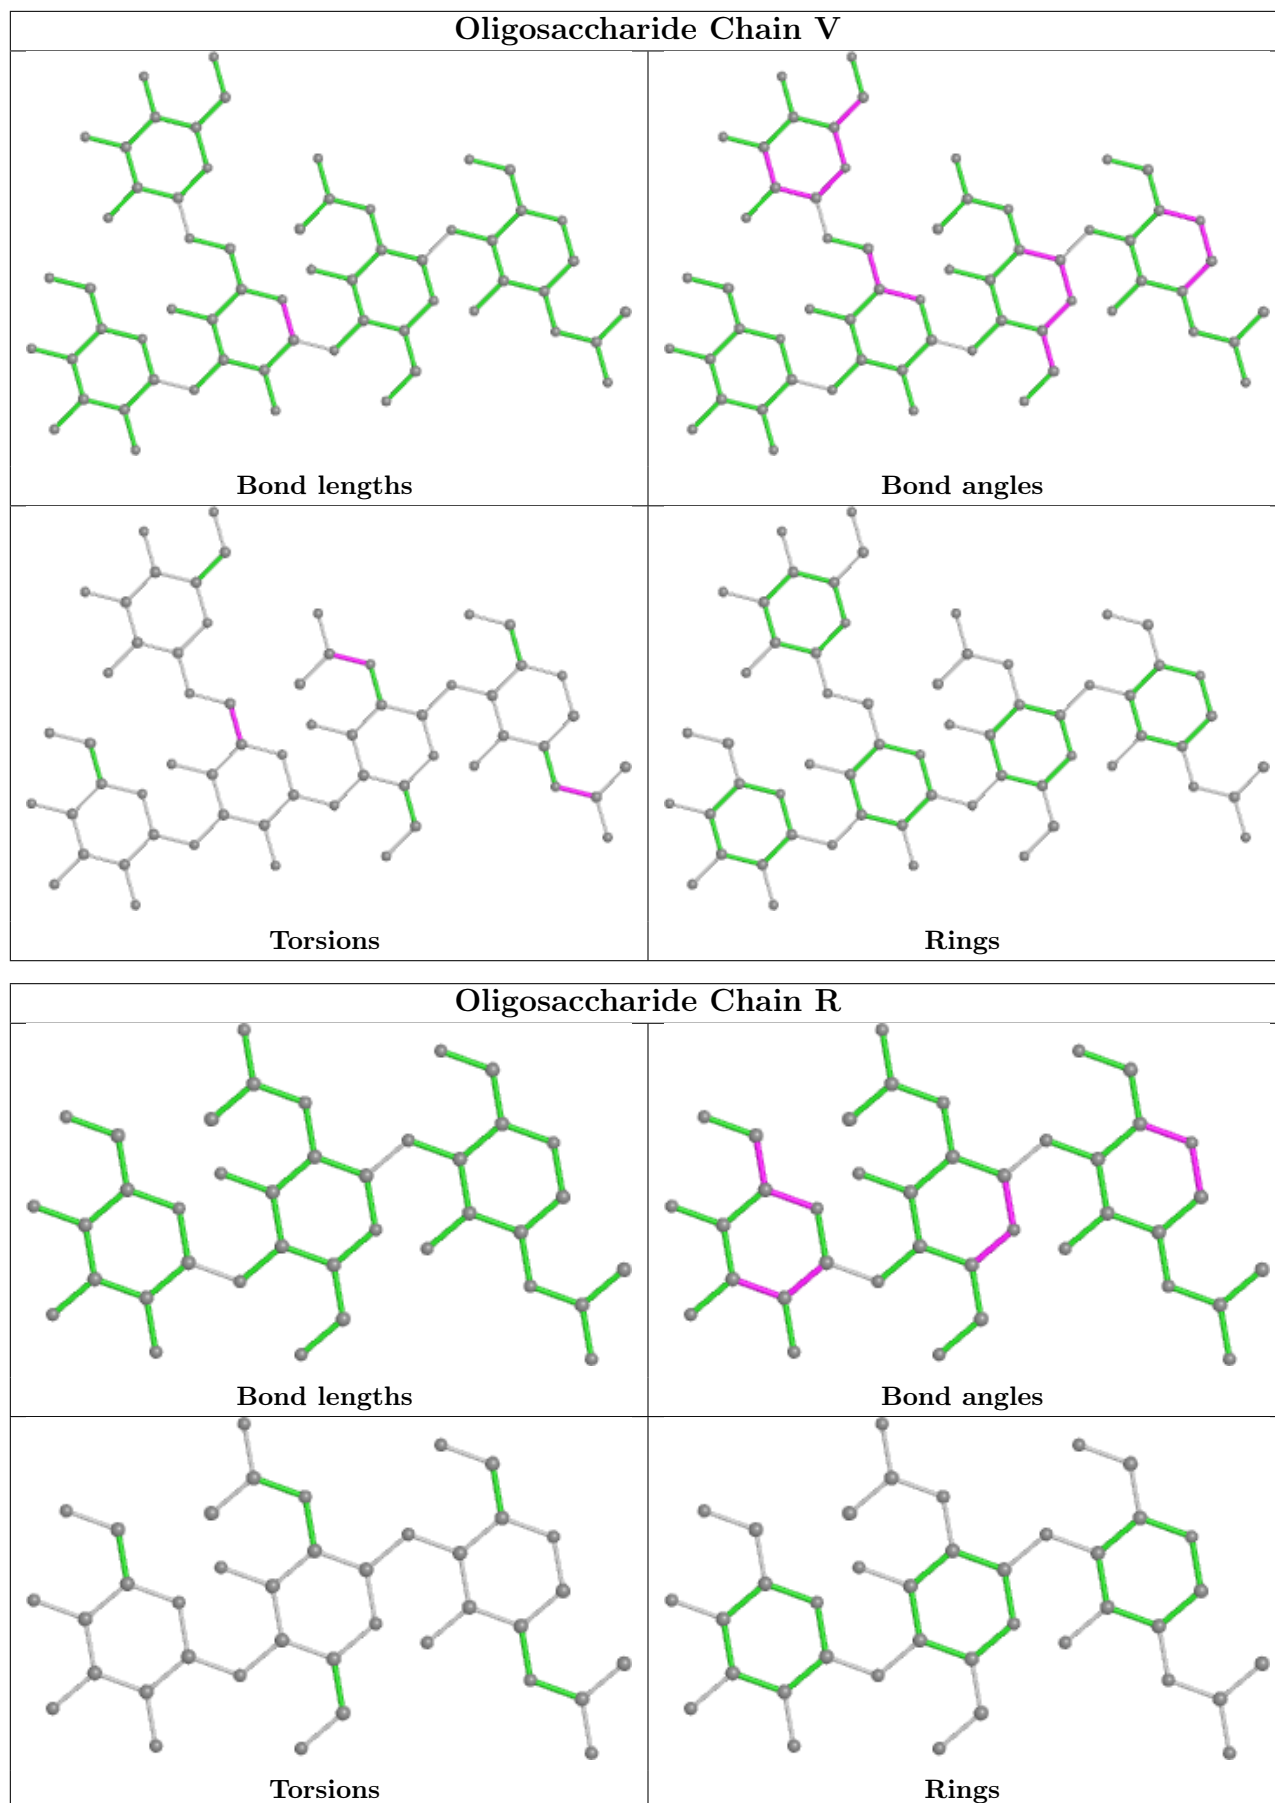 Oligosaccharide Chain V
Bond lengths
Bond angles
Torsions
Rings
Oligosaccharide Chain R
Bond lengths
Bond angles
Torsions
Rings